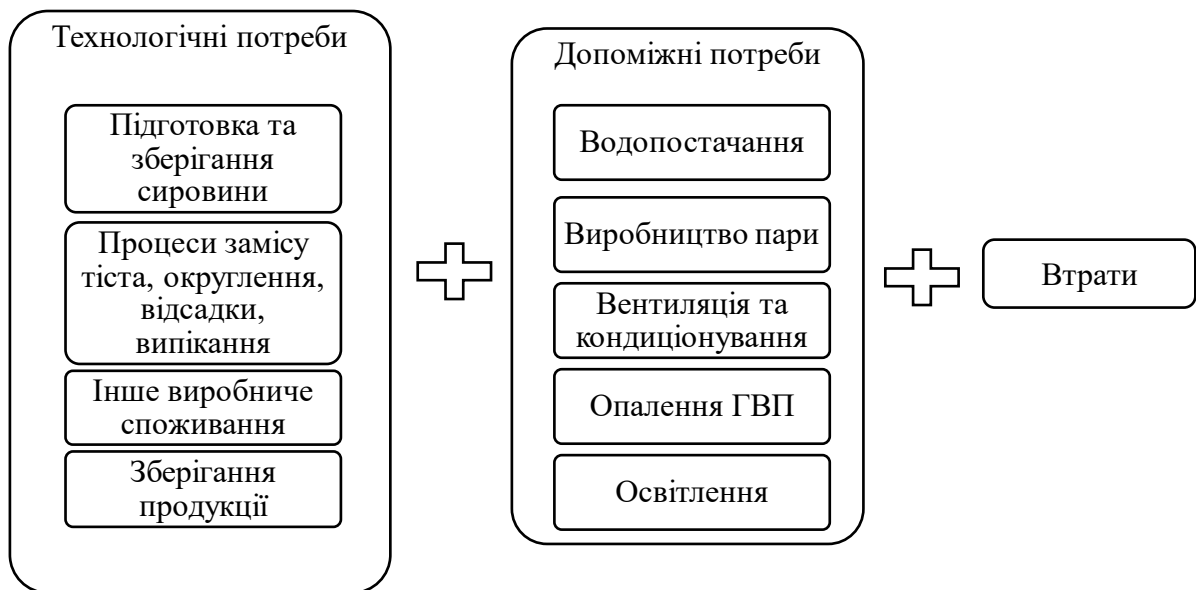 Технологічні потреби
Підготовка та
зберігання
сировини
Процеси замісу
тіста, округлення,
відсадки,
випікання
Інше виробниче
споживання
Зберігання
продукції
Допоміжні потреби
Водопостачання
Виробництво пари
Вентиляція та
кондиціонування
Опалення ГВП
Освітлення
Втрати